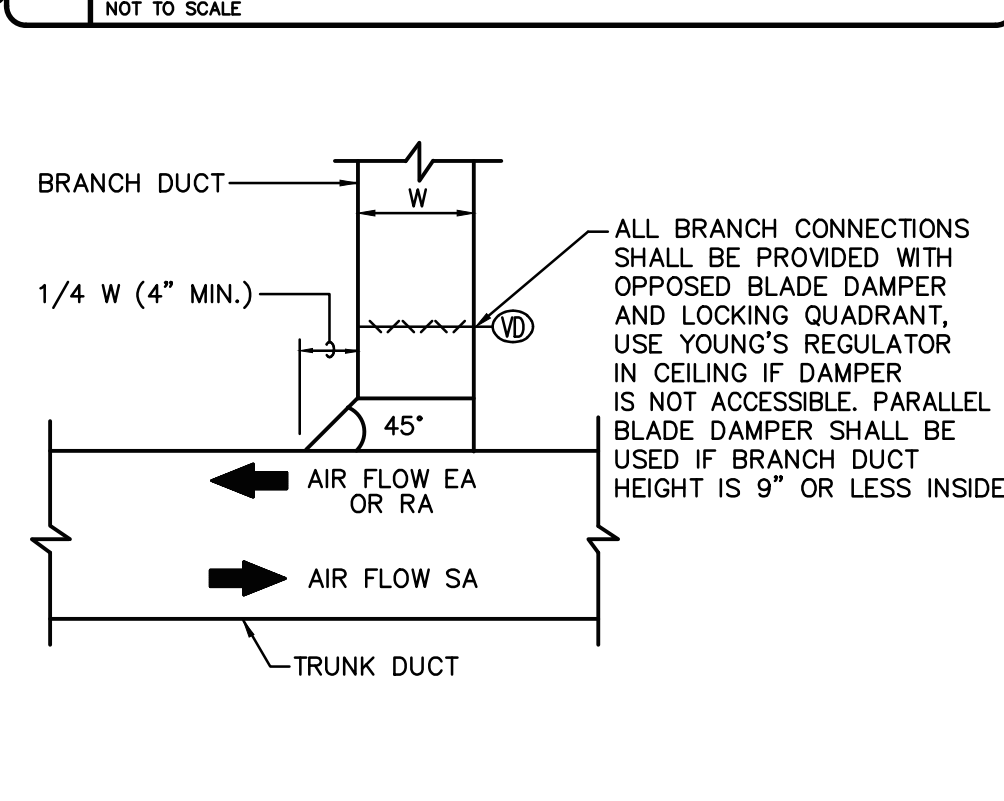 NOT TO SCALE
BRANCH DUCT
W
1/4 W (4” MIN.)
VD
ALL BRANCH CONNECTIONS
SHALL BE PROVIDED WITH
OPPOSED BLADE DAMPER
AND LOCKING QUADRANT,
USE YOUNG'S REGULATOR
IN CEILING IF DAMPER
IS NOT ACCESSIBLE. PARALLEL
BLADE DAMPER SHALL BE
USED IF BRANCH DUCT
HEIGHT IS 9” OR LESS INSIDE
45°
AIR FLOW EA
OR RA
AIR FLOW SA
TRUNK DUCT